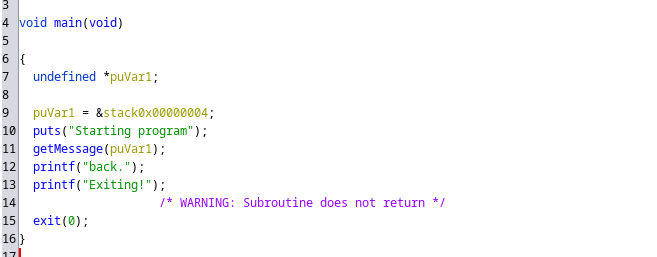 3
4 void main(void)
5
6 {
7   undefined *puVar1;
8
9   puVar1 = &stack0x00000004;
10   puts("Starting program");
11   getMessage(puVar1);
12   printf("back.");
13   printf("Exiting!");
14                     /* WARNING: Subroutine does not return */
15   exit(0);
16 }
17